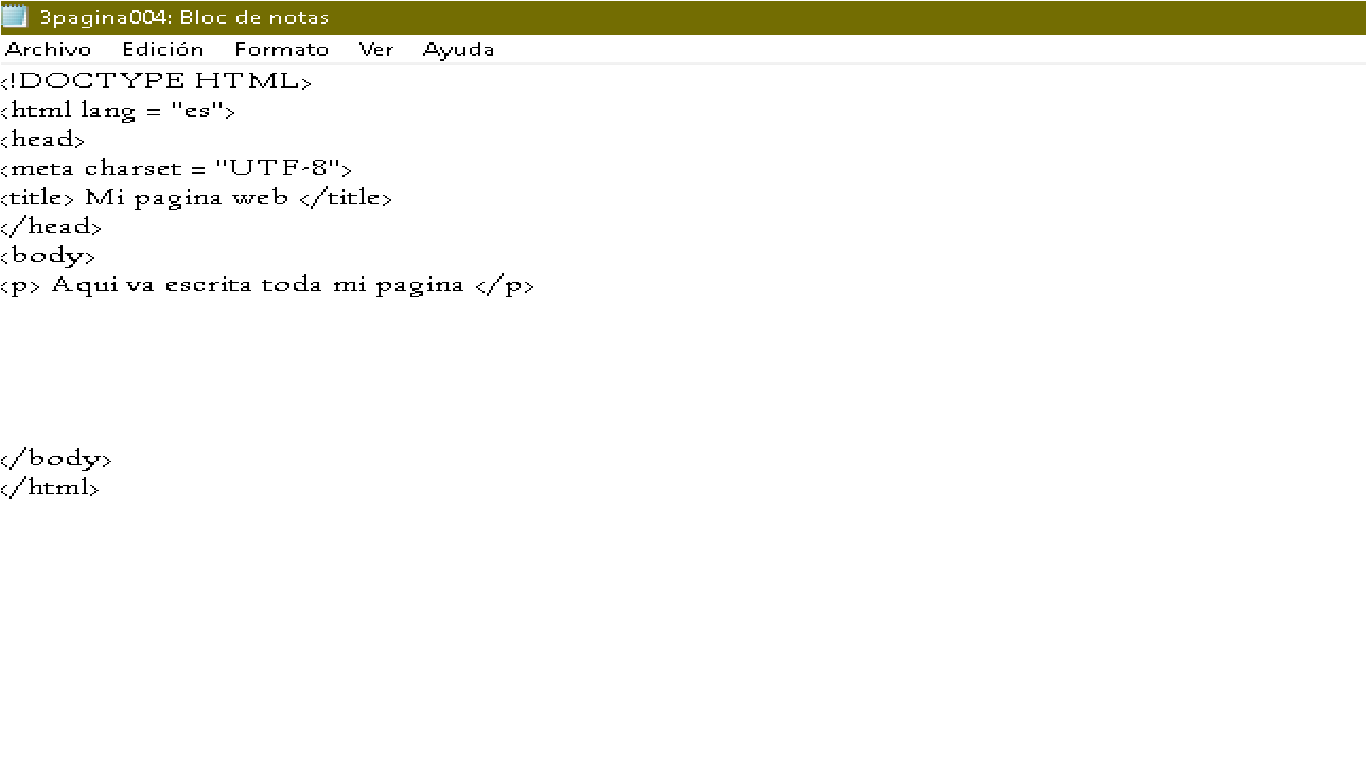 3pagina004: Bloc de notas
Archivo Edición Formato Ver Ayuda
<!DOCTYPE HTML>
<html lang = "es">
<head>
<meta charset = "UTF-8">
<title> Mi pagina web </title>
</head>
<body>
<p> Aqui va escrita toda mi pagina </p>
</body>
</html>